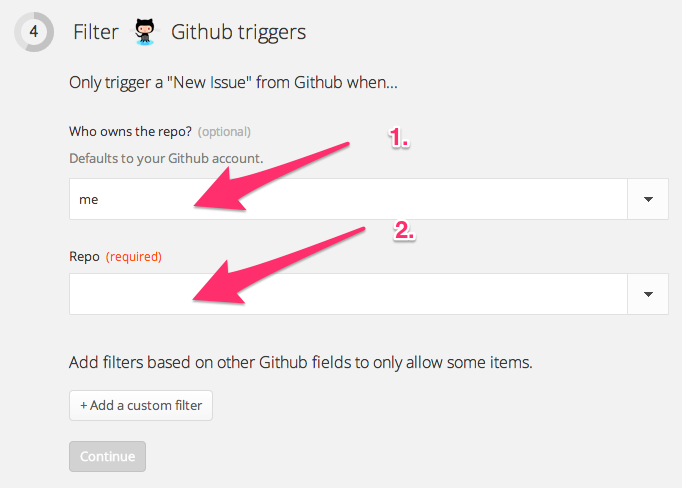 4 Filter Github triggers
Only trigger a "New Issue" from Github when...
Who owns the repo? (optional)
1.
Defaults to your Github account.
me
2.
Repo (required)
Add filters based on other Github fields to only allow some items.
+ Add a custom filter
Continue